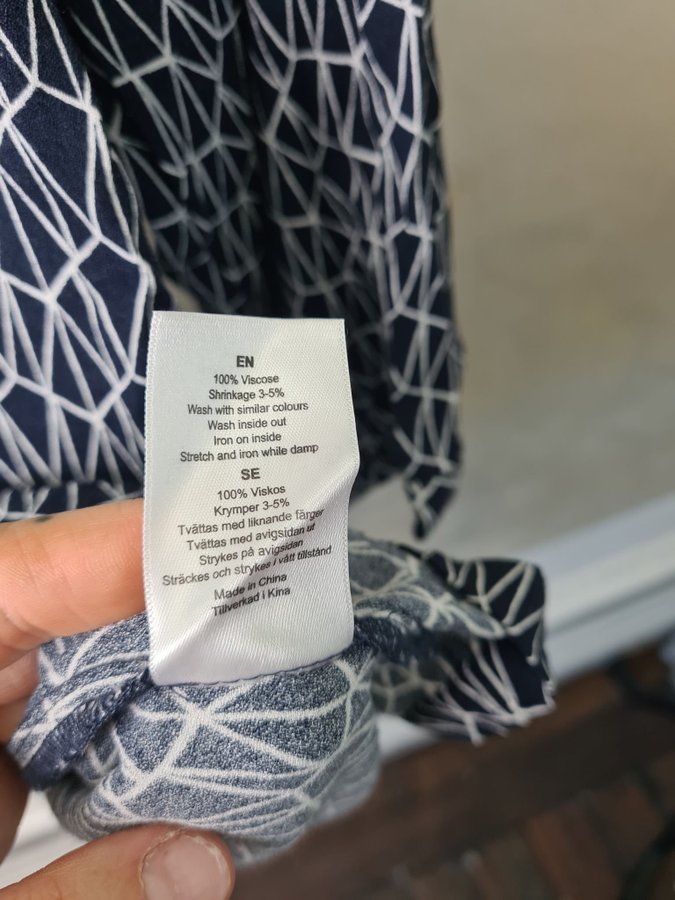 EN
100% Viscose
Shrinkage 3-5%
Wash with similar colours
Wash inside out
Iron on inside
Stretch and iron while damp
SE
100% Viskos
Krymper 3-5%
Tvättas med liknande färger
Tvättas med avigsidan ut
Strykes på avigsidan
Sträckes och strykes i vått tillstånd
Made in China
Tillverkad i Kina